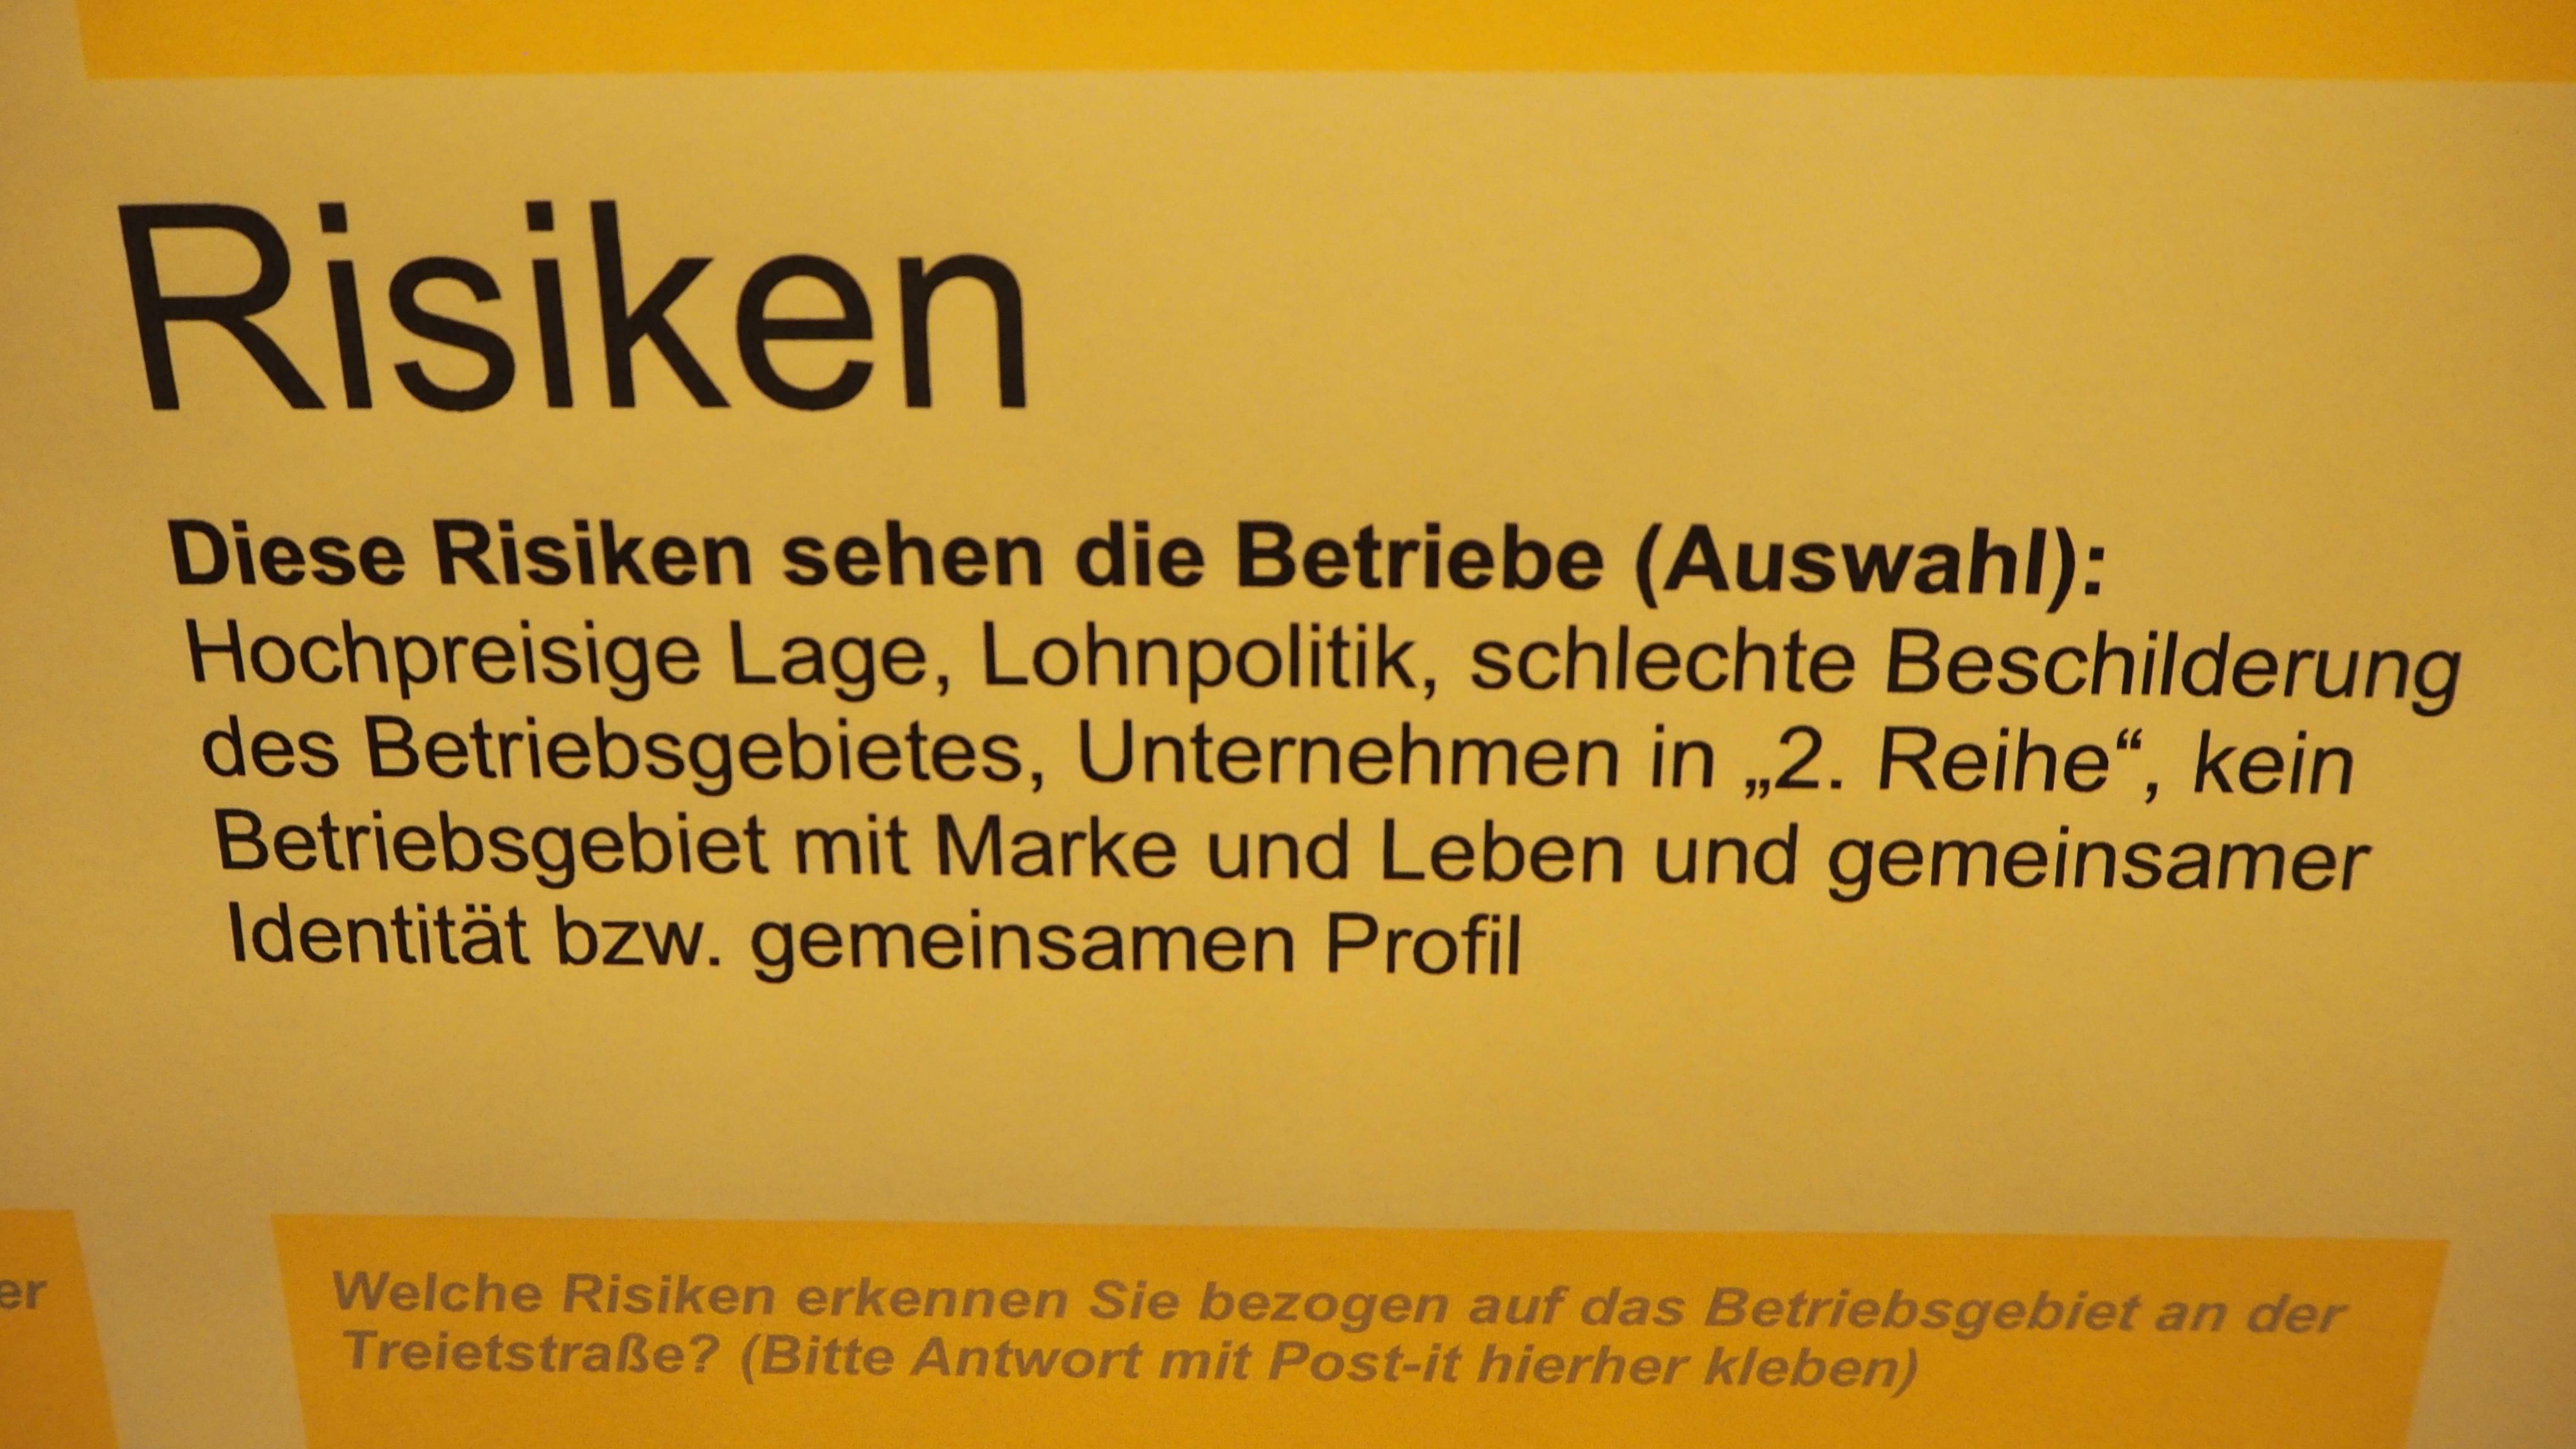 Risiken
Diese Risiken sehen die Betriebe (Auswahl):
Hochpreisige Lage, Lohnpolitik, schlechte Beschilderung
des Betriebsgebietes, Unternehmen in „2. Reihe“, kein
Betriebsgebiet mit Marke und Leben und gemeinsamer
Identität bzw. gemeinsamen Profil
er
Welche Risiken erkennen Sie bezogen auf das Betriebsgebiet an der
Treietstraße? (Bitte Antwort mit Post-it hierher kleben)